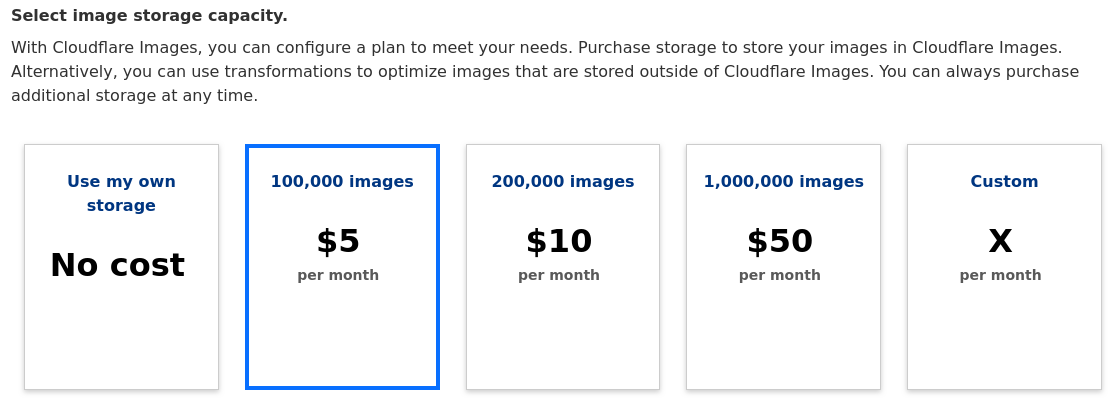 Select image storage capacity.
With Cloudflare Images, you can configure a plan to meet your needs. Purchase storage to store your images in Cloudflare Images.
Alternatively, you can use transformations to optimize images that are stored outside of Cloudflare Images. You can always purchase
additional storage at any time.
Use my own
storage
No cost
100,000 images
$5
per month
200,000 images
$10
per month
1,000,000 images
$50
per month
Custom
X
per month